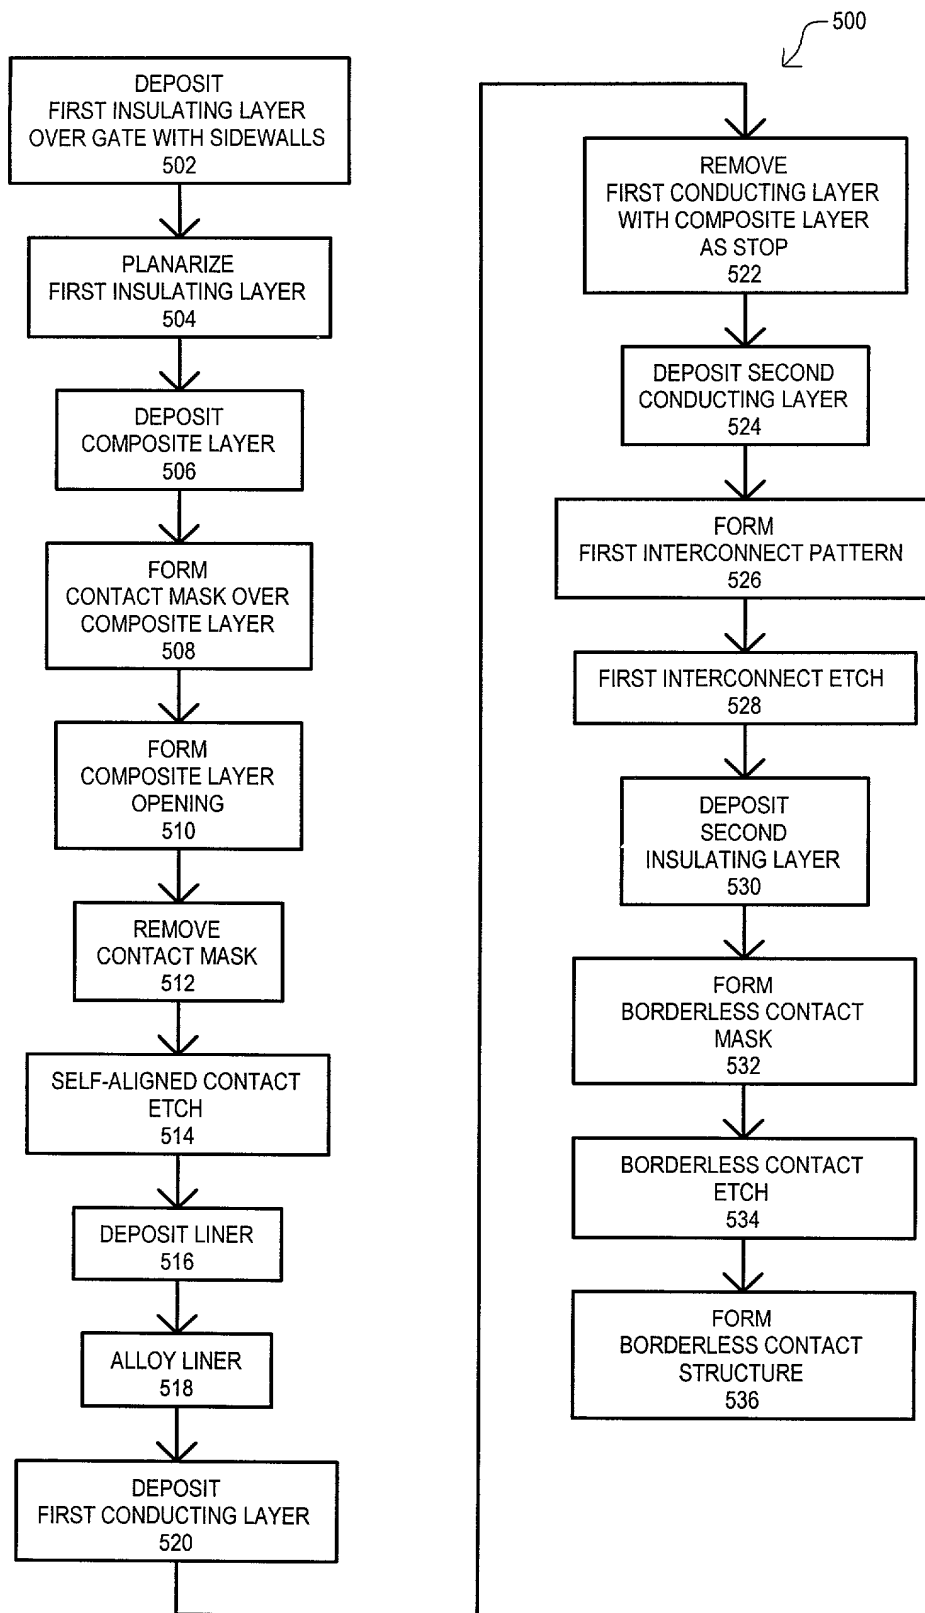 500
DEPOSIT
FIRST INSULATING LAYER
OVER GATE WITH SIDEWALLS
502
PLANARIZE
FIRST INSULATING LAYER
504
DEPOSIT
COMPOSITE LAYER
506
FORM
CONTACT MASK OVER
COMPOSITE LAYER
508
FORM
COMPOSITE LAYER
OPENING
510
REMOVE
CONTACT MASK
512
SELF-ALIGNED CONTACT
ETCH
514
DEPOSIT LINER
516
ALLOY LINER
518
DEPOSIT
FIRST CONDUCTING LAYER
520
REMOVE
FIRST CONDUCTING LAYER
WITH COMPOSITE LAYER
AS STOP
522
DEPOSIT SECOND
CONDUCTING LAYER
524
FORM
FIRST INTERCONNECT PATTERN
526
FIRST INTERCONNECT ETCH
528
DEPOSIT
SECOND
INSULATING LAYER
530
FORM
BORDERLESS CONTACT
MASK
532
BORDERLESS CONTACT
ETCH
534
FORM
BORDERLESS CONTACT
STRUCTURE
536